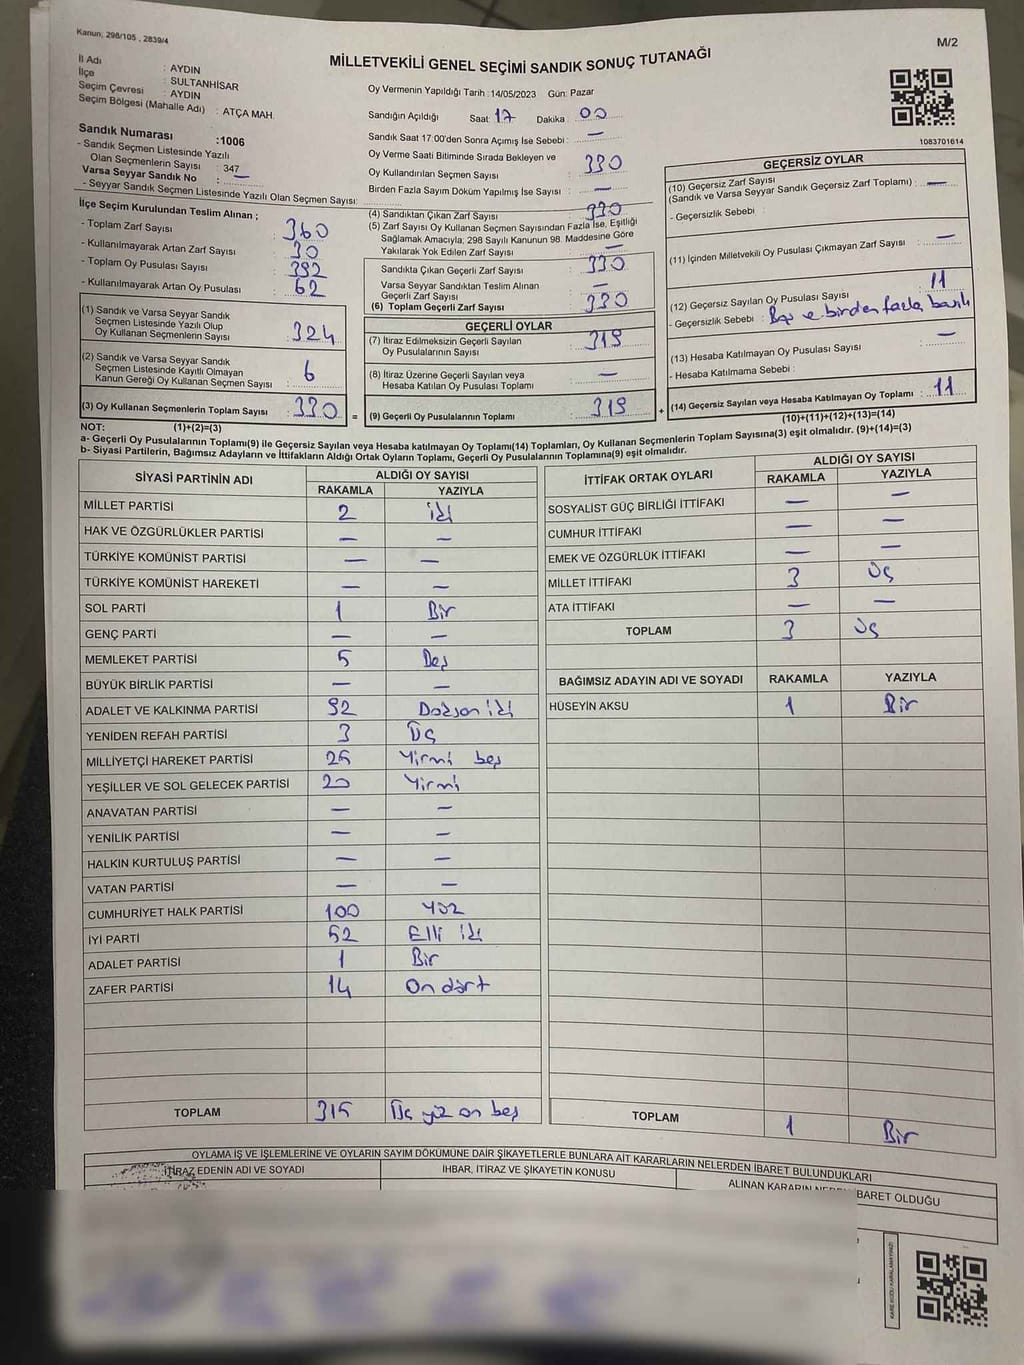 Kanun; 298/105 , 2839/4
M/2
MİLLETVEKİLİ GENEL SEÇİMİ SANDIK SONUÇ TUTANAĞI
İl Adı : AYDIN
İlçe : SULTANHİSAR
Seçim Çevresi : AYDIN
Seçim Bölgesi (Mahalle Adı) : ATÇA MAH.
Oy Vermenin Yapıldığı Tarih :14/05/2023 Gün: Pazar
Sandığın Açıldığı Saat: 17 Dakika : 00
Sandık Saat 17:00'den Sonra Açımış İse Sebebi : —
Oy Verme Saati Bitiminde Sırada Bekleyen ve
Oy Kullandırılan Seçmen Sayısı : 330
Birden Fazla Sayım Döküm Yapılmış İse Sayısı : —
1083701614
Sandık Numarası :1006
- Sandık Seçmen Listesinde Yazılı
Olan Seçmenlerin Sayısı : 347
Varsa Seyyar Sandık No : —
- Seyyar Sandık Seçmen Listesinde Yazılı Olan Seçmen Sayısı:
İlçe Seçim Kurulundan Teslim Alınan ;
- Toplam Zarf Sayısı : 360
- Kullanılmayarak Artan Zarf Sayısı : 30
- Toplam Oy Pusulası Sayısı : 392
- Kullanılmayarak Artan Oy Pusulası : 62
(1) Sandık ve Varsa Seyyar Sandık
Seçmen Listesinde Yazılı Olup
Oy Kullanan Seçmenlerin Sayısı : 324
(2) Sandık ve Varsa Seyyar Sandık
Seçmen Listesinde Kayıtlı Olmayan
Kanun Gereği Oy Kullanan Seçmen Sayısı : 6
(3) Oy Kullanan Seçmenlerin Toplam Sayısı : 330 =
(1)+(2)=(3)
(4) Sandıktan Çıkan Zarf Sayısı : 330
(5) Zarf Sayısı Oy Kullanan Seçmen Sayısından Fazla İse, Eşitliği
Sağlamak Amacıyla; 298 Sayılı Kanunun 98. Maddesine Göre
Yakılarak Yok Edilen Zarf Sayısı : —
Sandıkta Çıkan Geçerli Zarf Sayısı : 330
Varsa Seyyar Sandıktan Teslim Alınan
Geçerli Zarf Sayısı : —
(6) Toplam Geçerli Zarf Sayısı : 330
GEÇERLİ OYLAR
(7) İtiraz Edilmeksizin Geçerli Sayılan
Oy Pusulalarının Sayısı : 319
(8) İtiraz Üzerine Geçerli Sayılan veya
Hesaba Katılan Oy Pusulası Toplamı : —
(9) Geçerli Oy Pusulalarının Toplamı : 319 +
GEÇERSİZ OYLAR
(10) Geçersiz Zarf Sayısı
(Sandık ve Varsa Seyyar Sandık Geçersiz Zarf Toplamı) : —
- Geçersizlik Sebebi :
(11) İçinden Milletvekili Oy Pusulası Çıkmayan Zarf Sayısı : —
(12) Geçersiz Sayılan Oy Pusulası Sayısı : 11
- Geçersizlik Sebebi : Boş ve birden fazla basılı
(13) Hesaba Katılmayan Oy Pusulası Sayısı : —
- Hesaba Katılmama Sebebi :
(14) Geçersiz Sayılan veya Hesaba Katılmayan Oy Toplamı : 11
(10)+(11)+(12)+(13)=(14)
NOT:
a- Geçerli Oy Pusulalarının Toplamı(9) ile Geçersiz Sayılan veya Hesaba katılmayan Oy Toplamı(14) Toplamları, Oy Kullanan Seçmenlerin Toplam Sayısına(3) eşit olmalıdır. (9)+(14)=(3)
b- Siyasi Partilerin, Bağımsız Adayların ve İttifakların Aldığı Ortak Oyların Toplamı, Geçerli Oy Pusulalarının Toplamına(9) eşit olmalıdır.
SİYASİ PARTİNİN ADI ALDIĞI OY SAYISI
RAKAMLA YAZIYLA
MİLLET PARTİSİ 2 iki
HAK VE ÖZGÜRLÜKLER PARTİSİ — —
TÜRKİYE KOMÜNİST PARTİSİ — —
TÜRKİYE KOMÜNİST HAREKETİ — —
SOL PARTİ 1 Bir
GENÇ PARTİ — —
MEMLEKET PARTİSİ 5 Beş
BÜYÜK BİRLİK PARTİSİ — —
ADALET VE KALKINMA PARTİSİ 92 Doksan iki
YENİDEN REFAH PARTİSİ 3 Üç
MİLLİYETÇİ HAREKET PARTİSİ 25 Yirmi beş
YEŞİLLER VE SOL GELECEK PARTİSİ 20 Yirmi
ANAVATAN PARTİSİ — —
YENİLİK PARTİSİ — —
HALKIN KURTULUŞ PARTİSİ — —
VATAN PARTİSİ — —
CUMHURİYET HALK PARTİSİ 100 Yüz
İYİ PARTİ 52 Elli iki
ADALET PARTİSİ 1 Bir
ZAFER PARTİSİ 14 On dört
TOPLAM 315 Üç yüz on beş
İTTİFAK ORTAK OYLARI ALDIĞI OY SAYISI
RAKAMLA YAZIYLA
SOSYALİST GÜÇ BİRLİĞİ İTTİFAKI — —
CUMHUR İTTİFAKI — —
EMEK VE ÖZGÜRLÜK İTTİFAKI — —
MİLLET İTTİFAKI 3 Üç
ATA İTTİFAKI — —
TOPLAM 3 Üç
BAĞIMSIZ ADAYIN ADI VE SOYADI RAKAMLA YAZIYLA
HÜSEYİN AKSU 1 Bir
TOPLAM 1 Bir
OYLAMA İŞ VE İŞLEMLERİNE VE OYLARIN SAYIM DÖKÜMÜNE DAİR ŞİKAYETLERLE BUNLARA AİT KARARLARIN NELERDEN İBARET BULUNDUKLARI
İTİRAZ EDENİN ADI VE SOYADI
İHBAR, İTİRAZ VE ŞİKAYETİN KONUSU
ALINAN KARARIN BARET OLDUĞU
KARE KODU KARALAMAYINIZ!